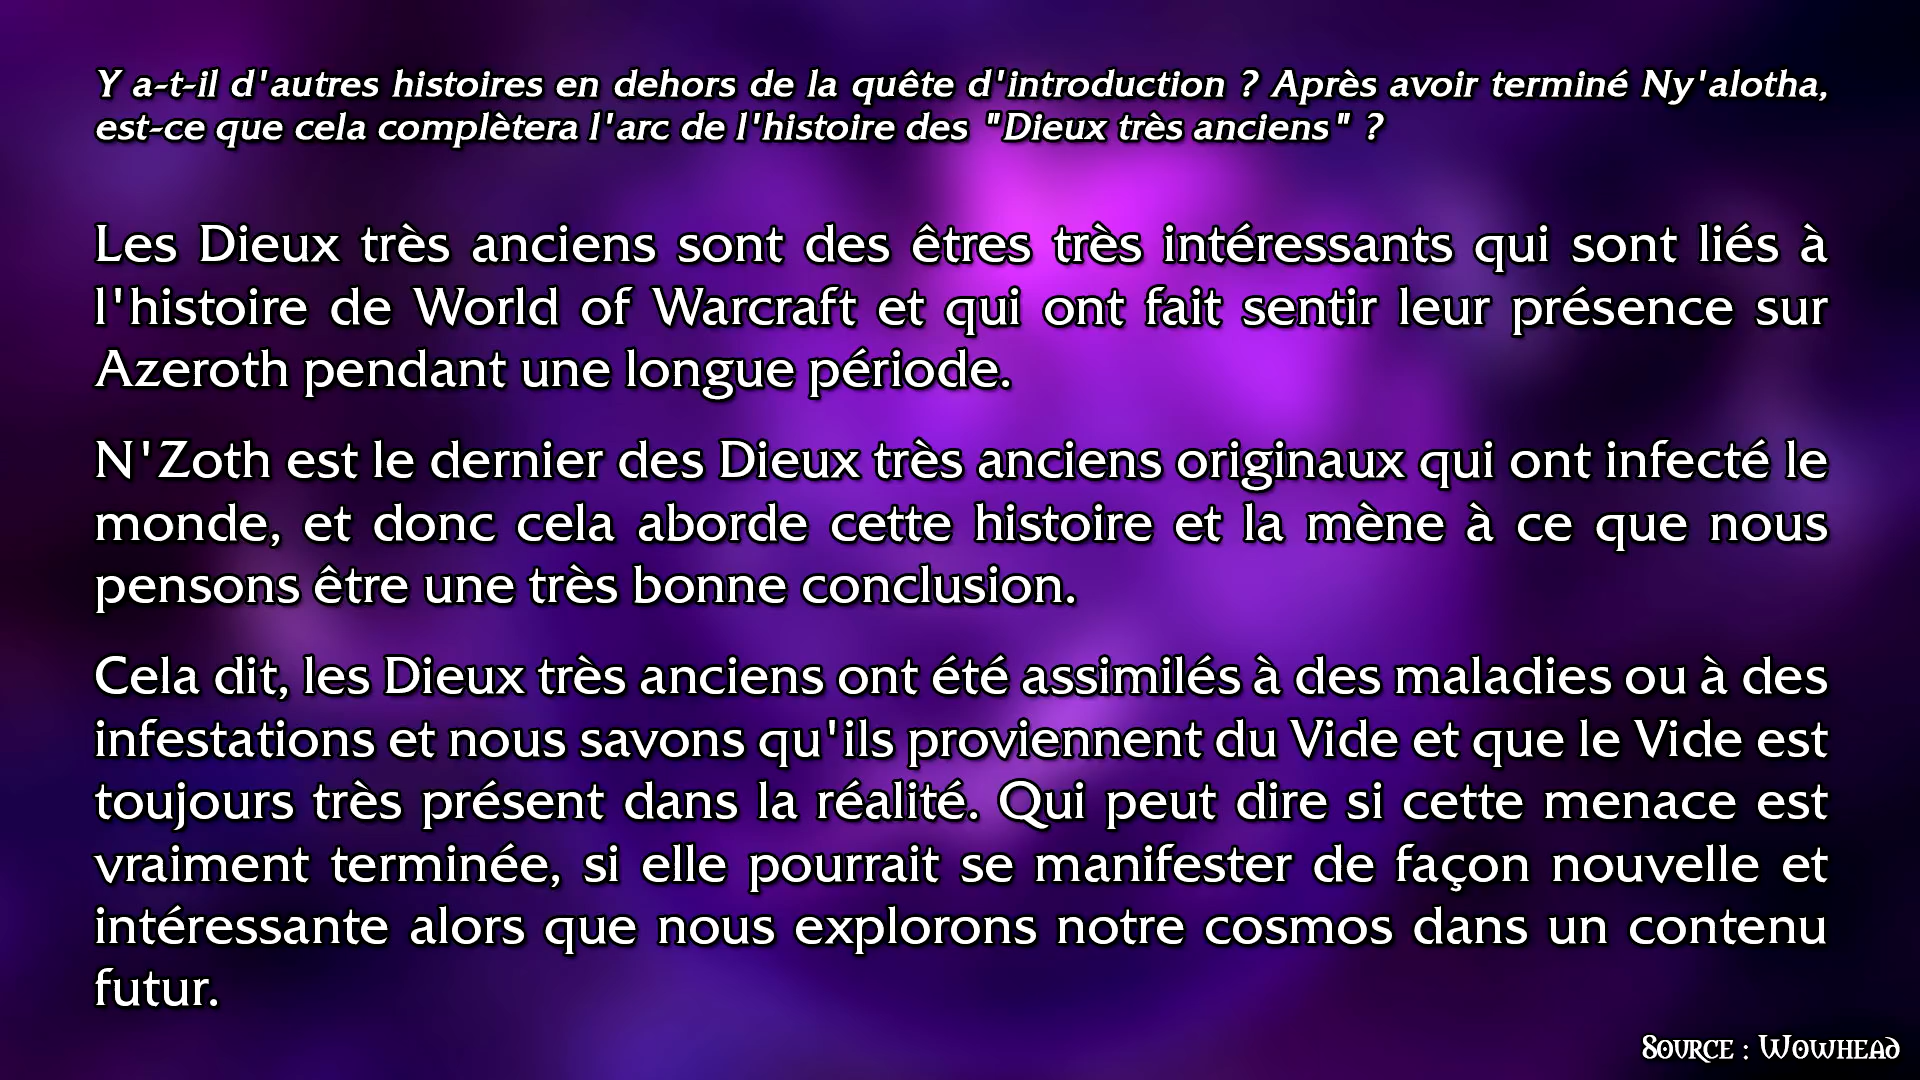 Y a-t-il d'autres histoires en dehors de la quête d'introduction ? Après avoir terminé Ny'alotha,
est-ce que cela complètera l'arc de l'histoire des "Dieux très anciens" ?
Les Dieux très anciens sont des êtres très intéressants qui sont liés à
l'histoire de World of Warcraft et qui ont fait sentir leur présence sur
Azeroth pendant une longue période.
N'Zoth est le dernier des Dieux très anciens originaux qui ont infecté le
monde, et donc cela aborde cette histoire et la mène à ce que nous
pensons être une très bonne conclusion.
Cela dit, les Dieux très anciens ont été assimilés à des maladies ou à des
infestations et nous savons qu'ils proviennent du Vide et que le Vide est
toujours très présent dans la réalité. Qui peut dire si cette menace est
vraiment terminée, si elle pourrait se manifester de façon nouvelle et
intéressante alors que nous explorons notre cosmos dans un contenu
futur.
Source : Wowhead